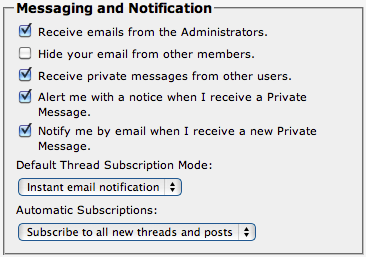 Messaging and Notification
Receive emails from the Administrators.
Hide your email from other members.
Receive private messages from other users.
Alert me with a notice when I receive a Private
Message.
Notify me by email when I receive a new Private
Message.
Default Thread Subscription Mode:
Instant email notification
Automatic Subscriptions:
Subscribe to all new threads and posts